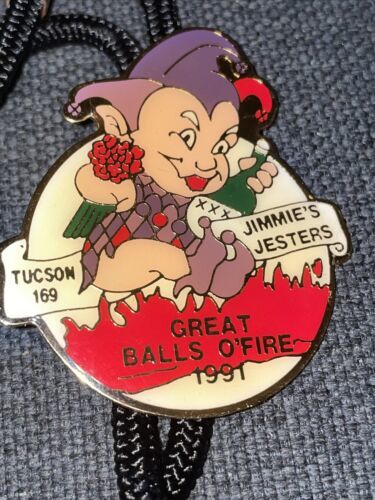 XXX
JIMMIE'S
JESTERS
TUCSON
169
GREAT
BALLS O'FIRE
1991